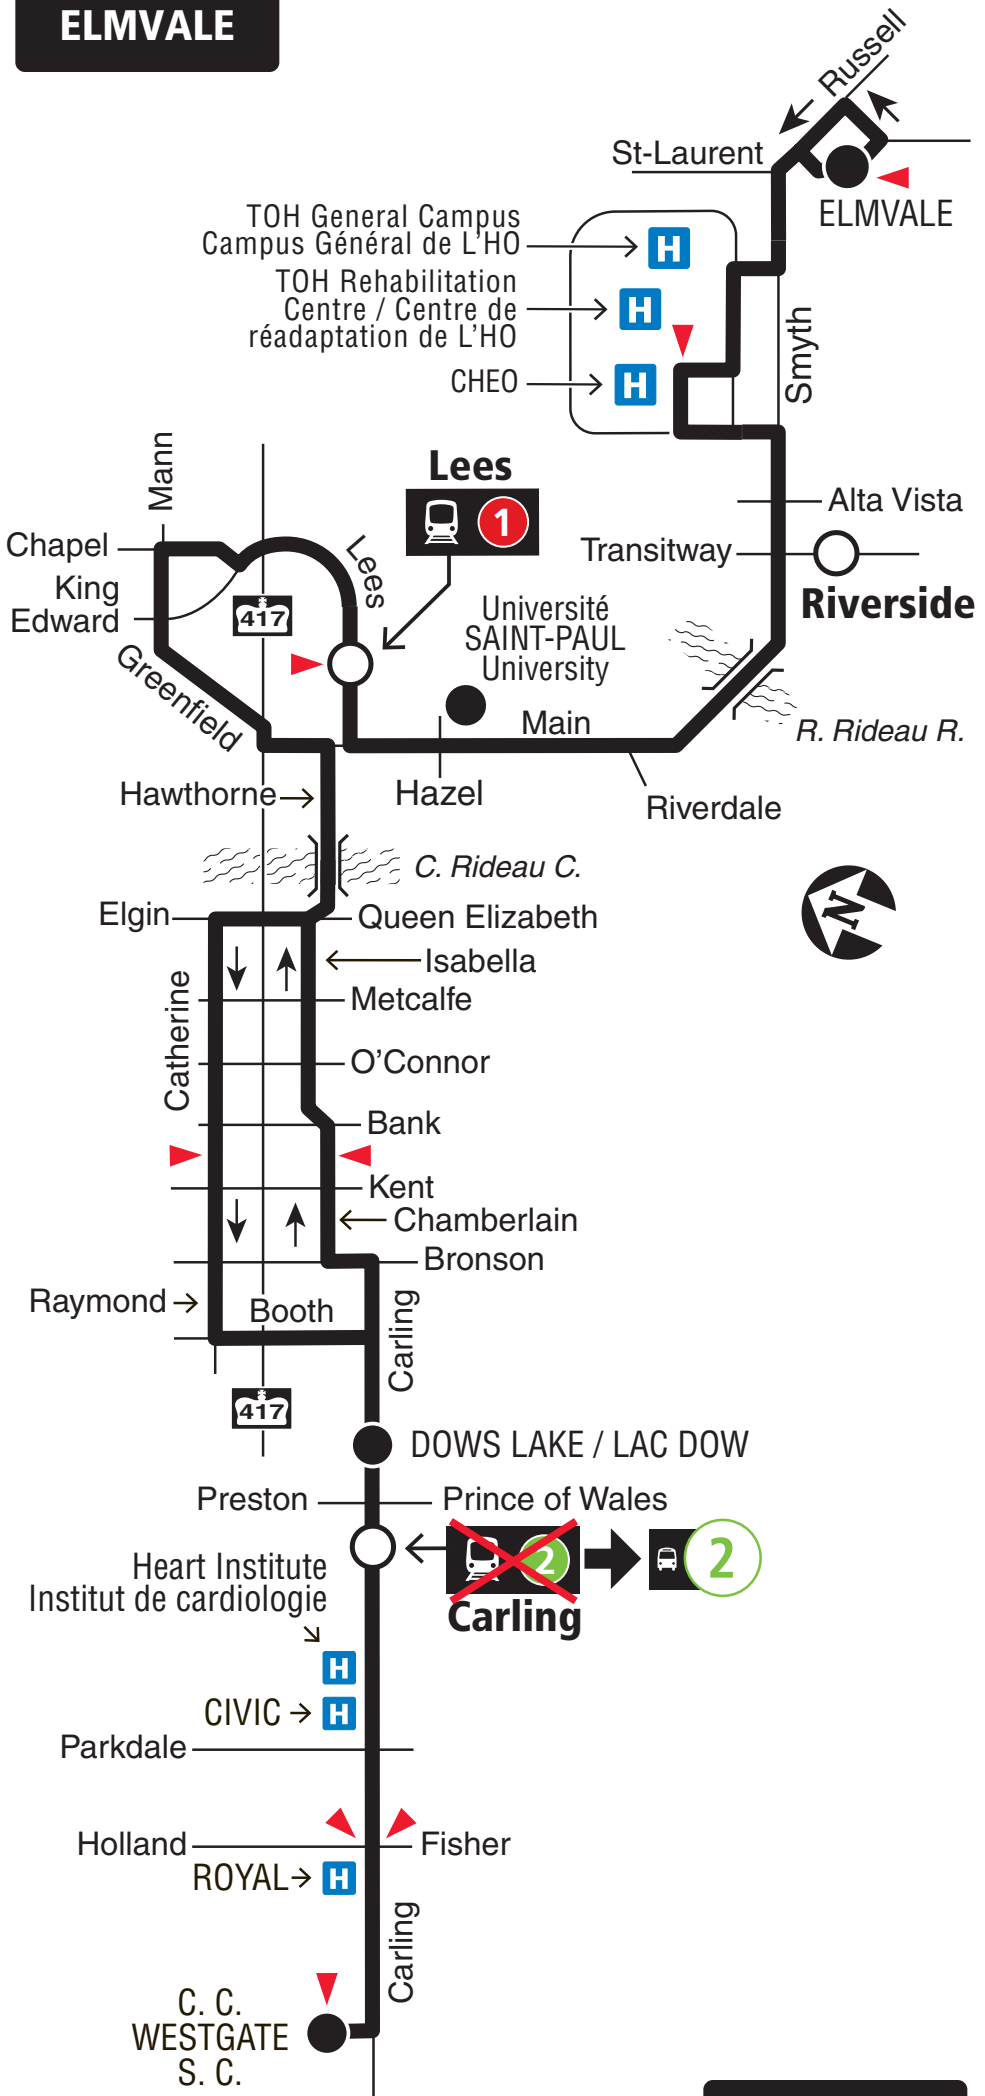 ELMVALE
Russell
St-Laurent
ELMVALE
TOH General Campus
Campus Général de L'HO
H
TOH Rehabilitation
Centre / Centre de
réadaptation de L'HO
H
CHEO
H
Smyth
Mann
Lees
1
Alta Vista
Chapel
Transitway
Lees
King
Edward
417
Université
SAINT-PAUL
University
Riverside
Greenfield
Main
R. Rideau R.
Hawthorne
Hazel
Riverdale
C. Rideau C.
N
Elgin
Queen Elizabeth
Isabella
Catherine
Metcalfe
O'Connor
Bank
Kent
Chamberlain
Bronson
Raymond
Booth
Carling
417
DOWS LAKE / LAC DOW
Preston
Prince of Wales
2
2
Carling
Heart Institute
Institut de cardiologie
H
CIVIC
H
Parkdale
Holland
Fisher
ROYAL
H
Carling
C. C.
WESTGATE
S. C.